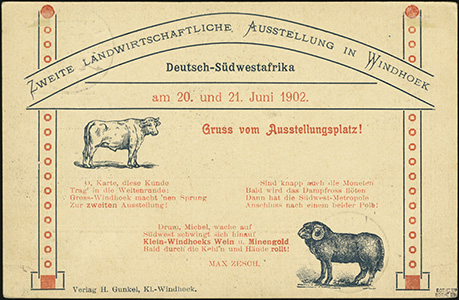 Zweite Landwirtschaftliche Ausstellung in Windhoek
Deutsch-Südwestafrika
am 20. und 21. Juni 1902.
Gruss vom Ausstellungsplatz!
O, Karte, diese Kunde
Trag' in die Weltenrunde:
Gross-Windhoek macht 'nen Sprung
Zur zweiten Ausstellung!
Sind knapp auch die Moneten
Bald wird das Dampfross flöten
Dann hat die Südwest-Metropole
Anschluss nach einem beider Pole!
Drum, Michel, wache auf
Südwest schwingt sich hinauf
Klein-Windhoeks Wein u. Minengold
Bald durch die Kehl'n und Hände rollt!
MAX ZESCH.
Verlag H. Gunkel, Kl.-Windhoek.